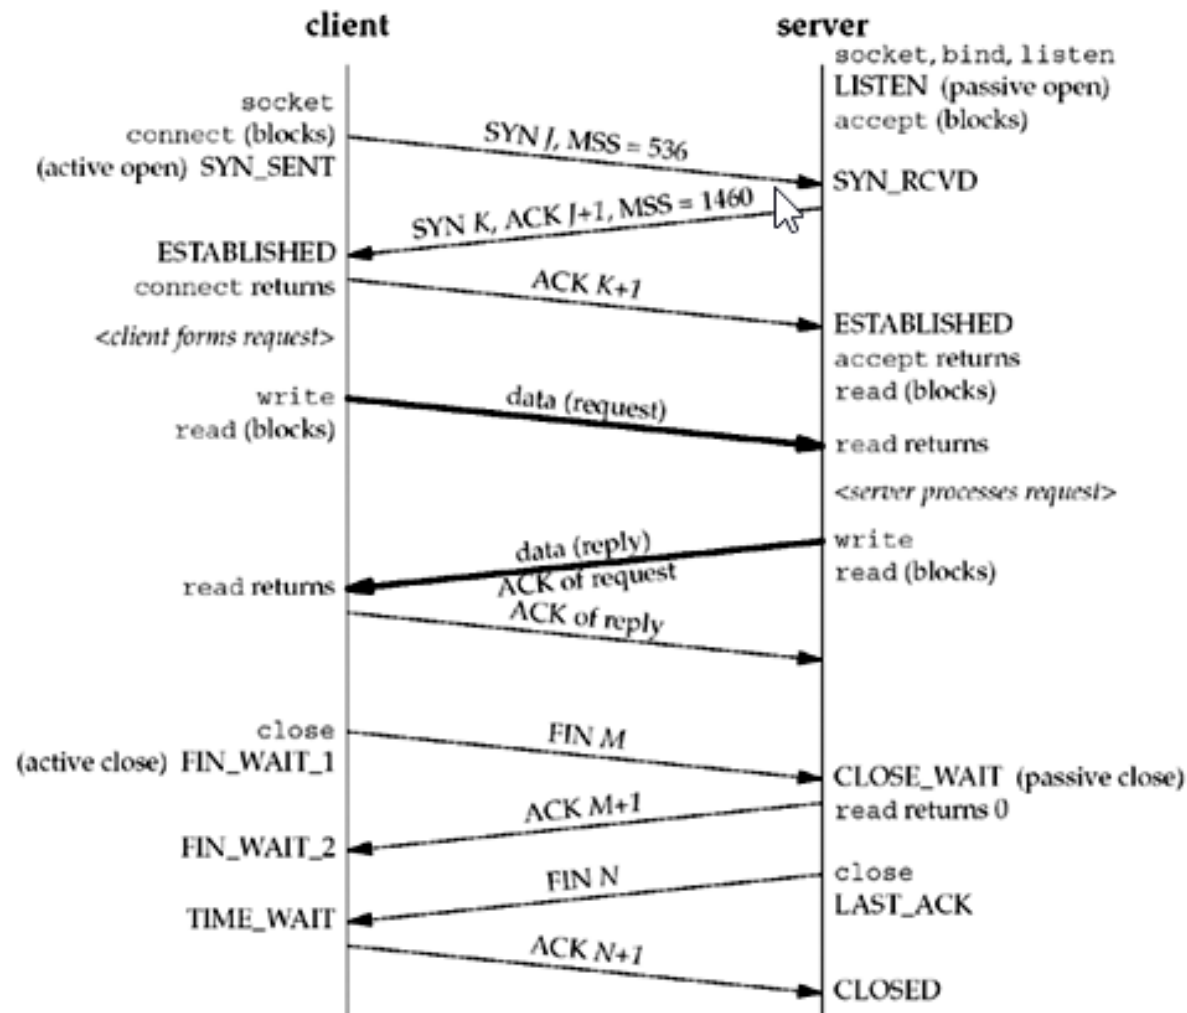 client server
socket, bind, listen
LISTEN (passive open)
socket
accept (blocks)
connect (blocks)
SYN J, MSS = 536
(active open) SYN_SENT
SYN_RCVD
SYN K, ACK J+1, MSS = 1460
ESTABLISHED
connect returns
ACK K+1
ESTABLISHED
<client forms request>
accept returns
read (blocks)
write
data (request)
read (blocks)
read returns
<server processes request>
write
data (reply)
read (blocks)
ACK of request
read returns
ACK of reply
close
FIN M
(active close) FIN_WAIT_1
CLOSE_WAIT (passive close)
ACK M+1
read returns 0
FIN_WAIT_2
close
FIN N
LAST_ACK
TIME_WAIT
ACK N+1
CLOSED